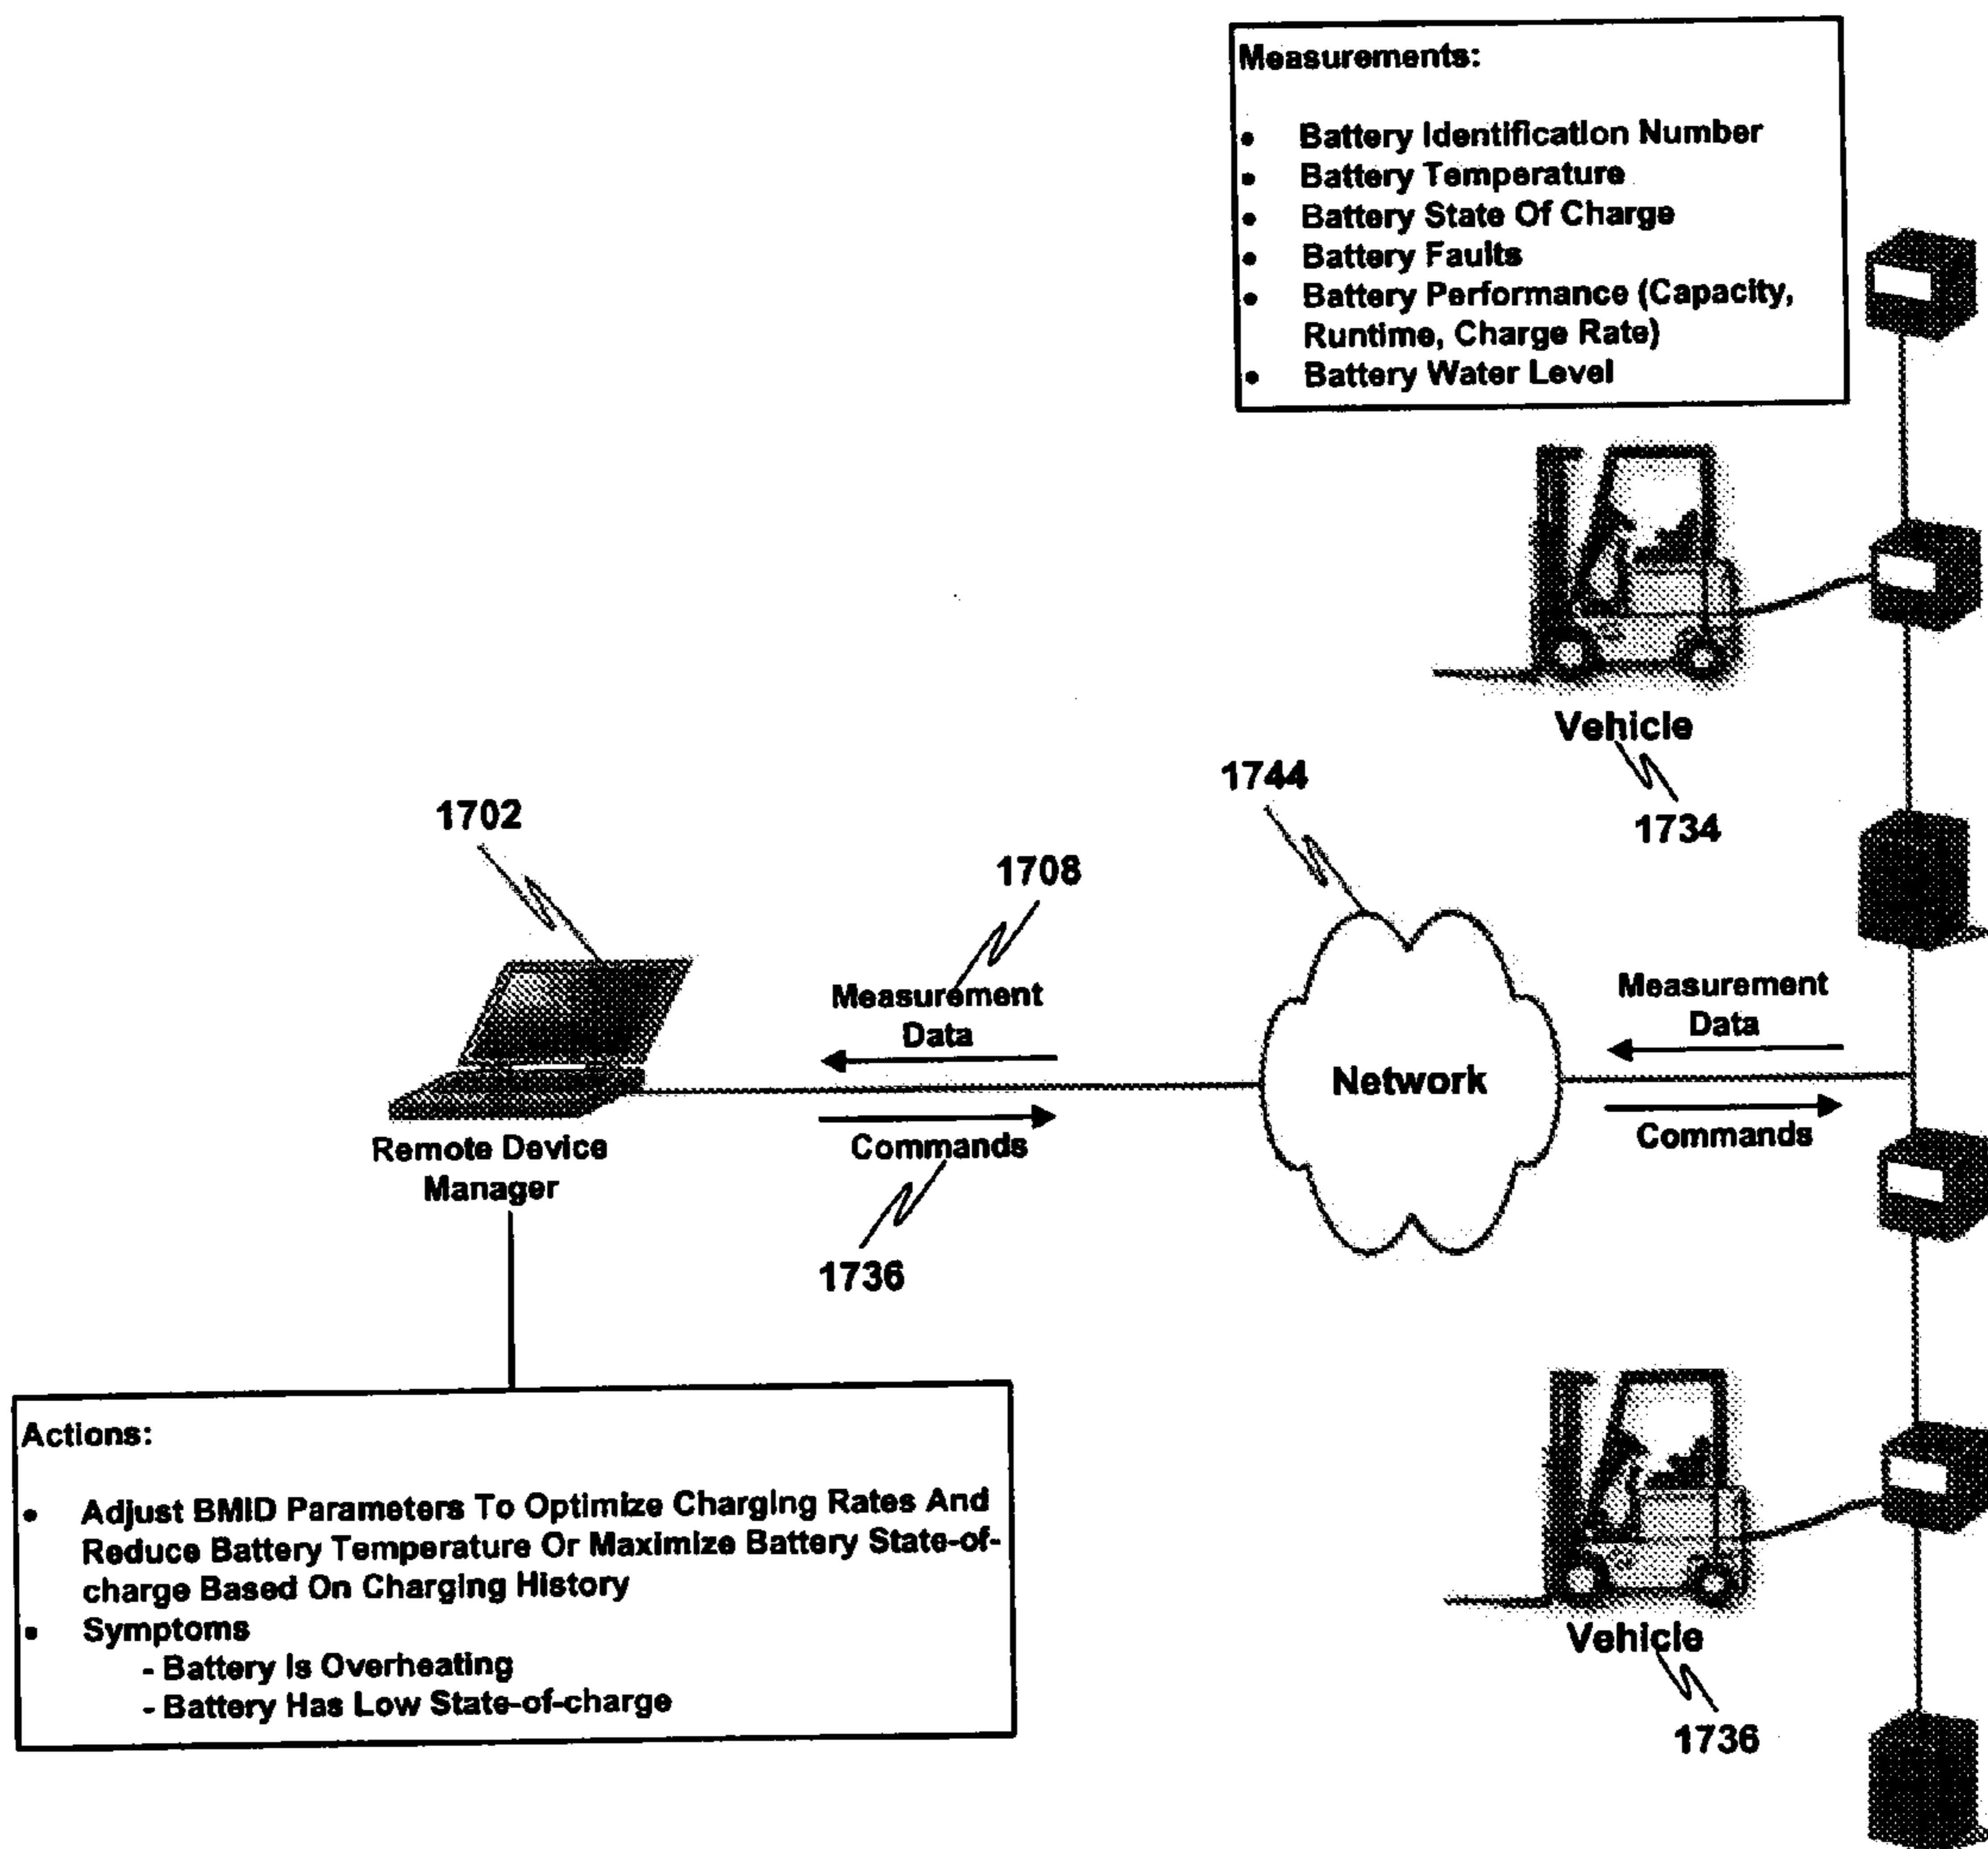 Measurements:
• Battery Identification Number
• Battery Temperature
• Battery State Of Charge
• Battery Faults
• Battery Performance (Capacity,
Runtime, Charge Rate)
• Battery Water Level
Vehicle
1734
1702
1708
1744
Measurement
Data
Commands
1736
Remote Device
Manager
Network
Measurement
Data
Commands
Actions:
• Adjust BMID Parameters To Optimize Charging Rates And
Reduce Battery Temperature Or Maximize Battery State-of-
charge Based On Charging History
• Symptoms
- Battery Is Overheating
- Battery Has Low State-of-charge
Vehicle
1736